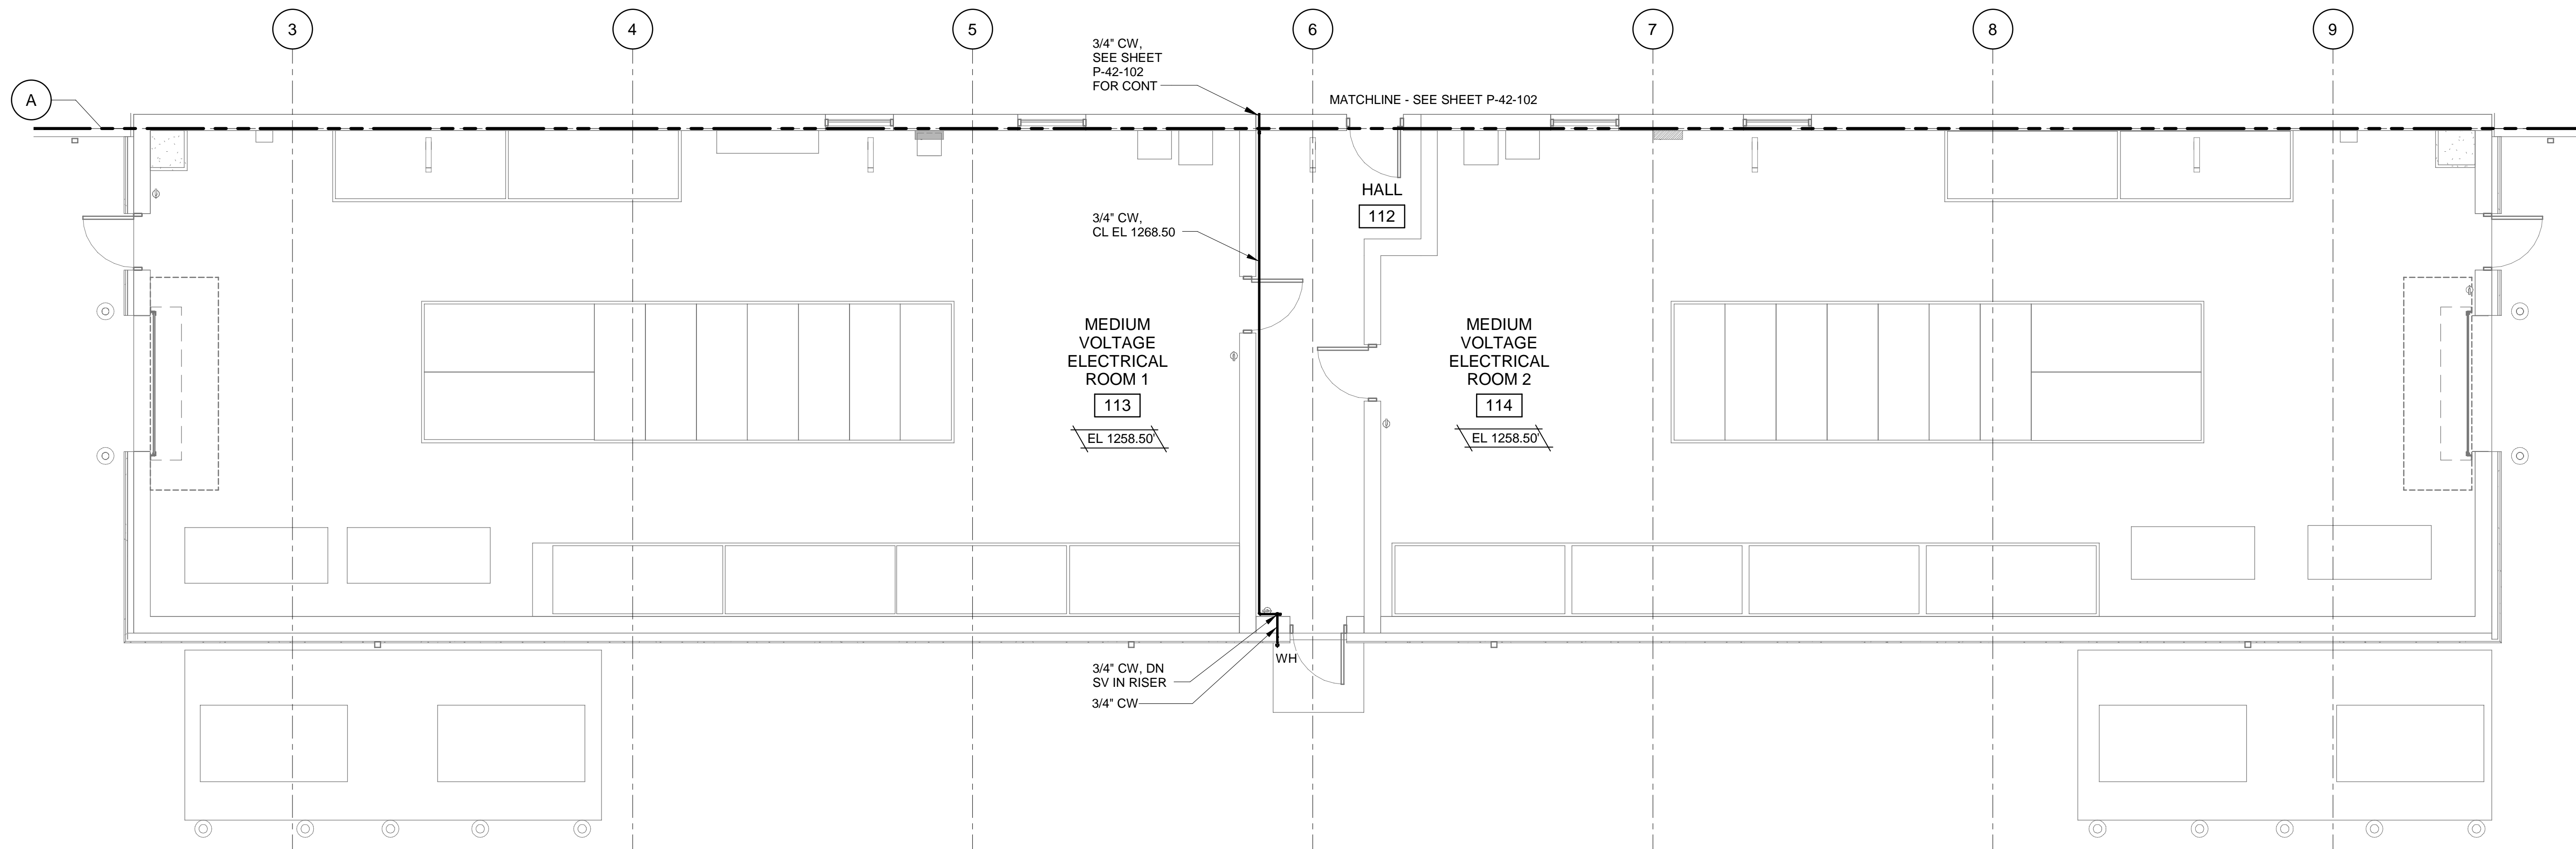 3
4
5
6
7
8
9
A
3/4" CW,
SEE SHEET
P-42-102
FOR CONT
MATCHLINE - SEE SHEET P-42-102
HALL
112
3/4" CW,
CL EL 1268.50
MEDIUM
VOLTAGE
ELECTRICAL
ROOM 1
113
EL 1258.50'
MEDIUM
VOLTAGE
ELECTRICAL
ROOM 2
114
EL 1258.50'
WH
3/4" CW, DN
SV IN RISER
3/4" CW